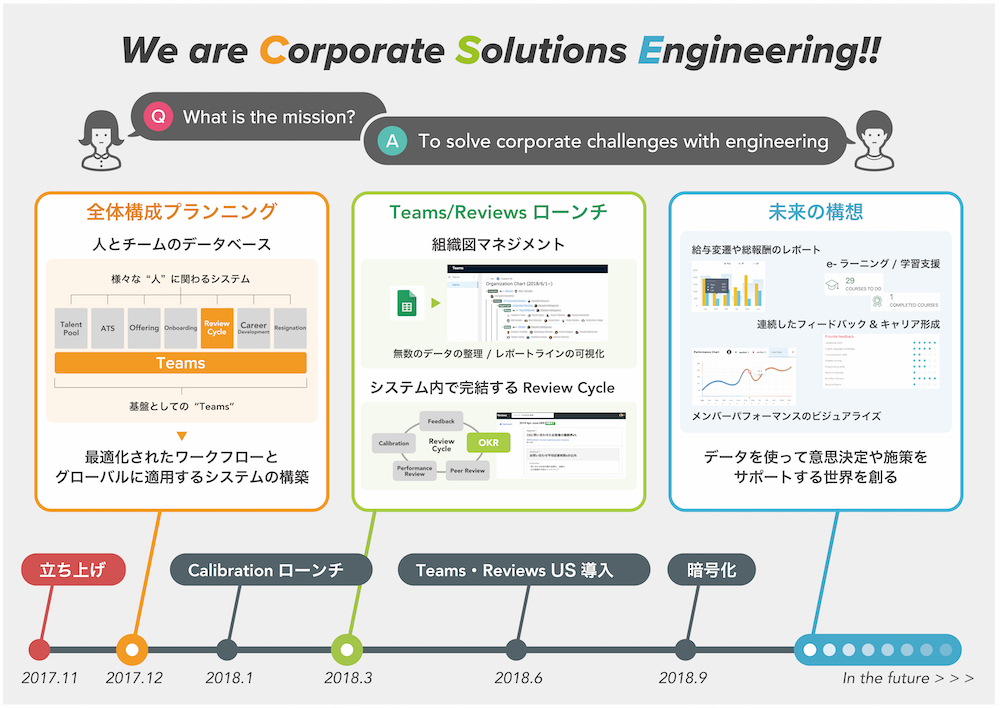 We are Corporate Solutions Engineering!!
Q What is the mission?
A To solve corporate challenges with engineering
全体構成プランニング
人とチームのデータベース
様々な “人” に関わるシステム
Talent Pool
ATS
Offering
Onboarding
Review Cycle
Career Development
Resignation
Teams
基盤としての “Teams”
最適化されたワークフローと
グローバルに適用するシステムの構築
Teams/Reviews ローンチ
組織図マネジメント
Teams
Organization Chart (2018/6/1~)
無数のデータの整理 / レポートラインの可視化
システム内で完結する Review Cycle
Feedback
Calibration
Review Cycle
OKR
Performance Review
Peer Review
未来の構想
給与変遷や総報酬のレポート
e- ラーニング / 学習支援
29
COURSES TO DO
1
COMPLETED COURSES
連続したフィードバック & キャリア形成
Performance Chart
Provide feedback
メンバーパフォーマンスのビジュアライズ
データを使って意思決定や施策を
サポートする世界を創る
立ち上げ
Calibration ローンチ
Teams・Reviews US 導入
暗号化
2017.11
2017.12
2018.1
2018.3
2018.6
2018.9
In the future > > >